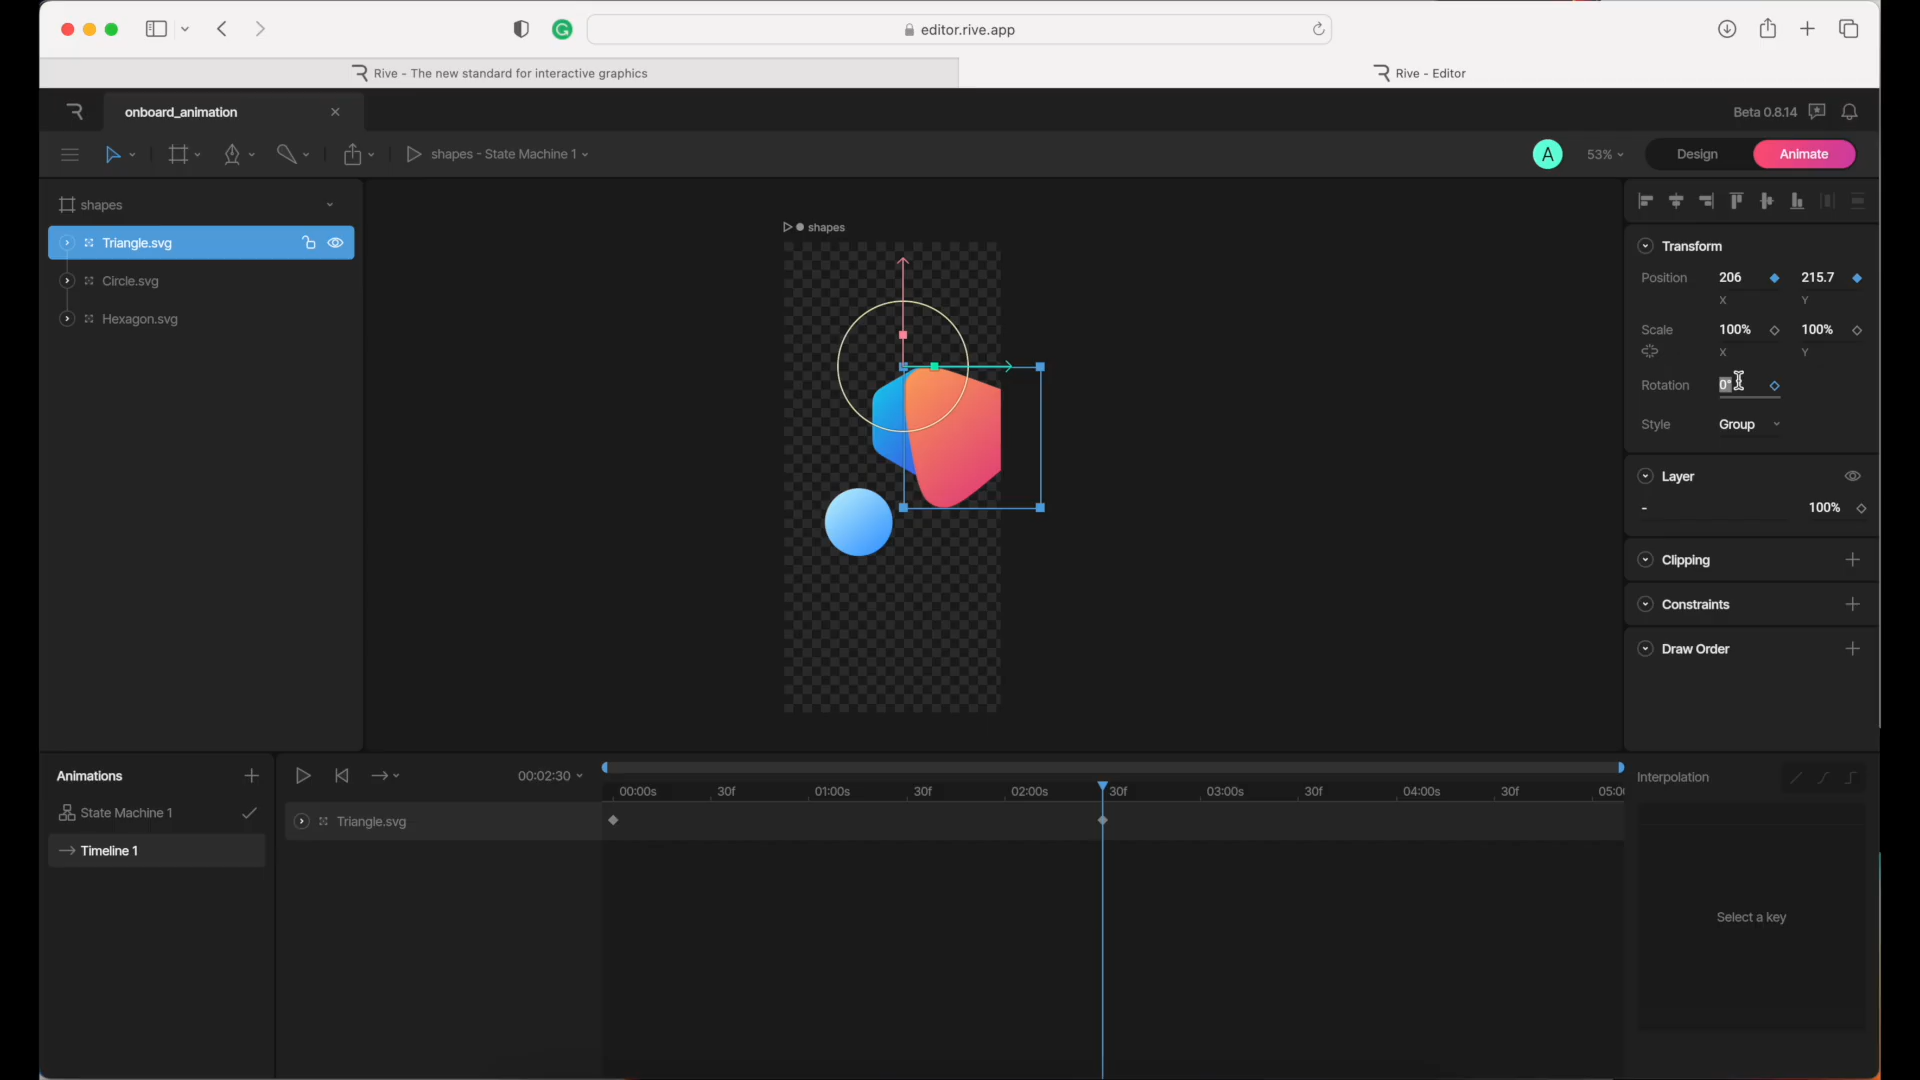 editor.rive.app
Rive - The new standard for interactive graphics
Rive - Editor
onboard_animation
Beta 0.8.14
shapes - State Machine 1
A
53%
Design
Animate
shapes
Triangle.svg
Circle.svg
Hexagon.svg
shapes
Transform
Position
206
215.7
X
Y
Scale
100%
100%
X
Y
Rotation
0°
Style
Group
Layer
-
100%
Clipping
Constraints
Draw Order
Animations
State Machine 1
Timeline 1
00:02:30
00:00s
30f
01:00s
30f
02:00s
30f
03:00s
30f
04:00s
30f
05:00
Triangle.svg
Interpolation
Select a key